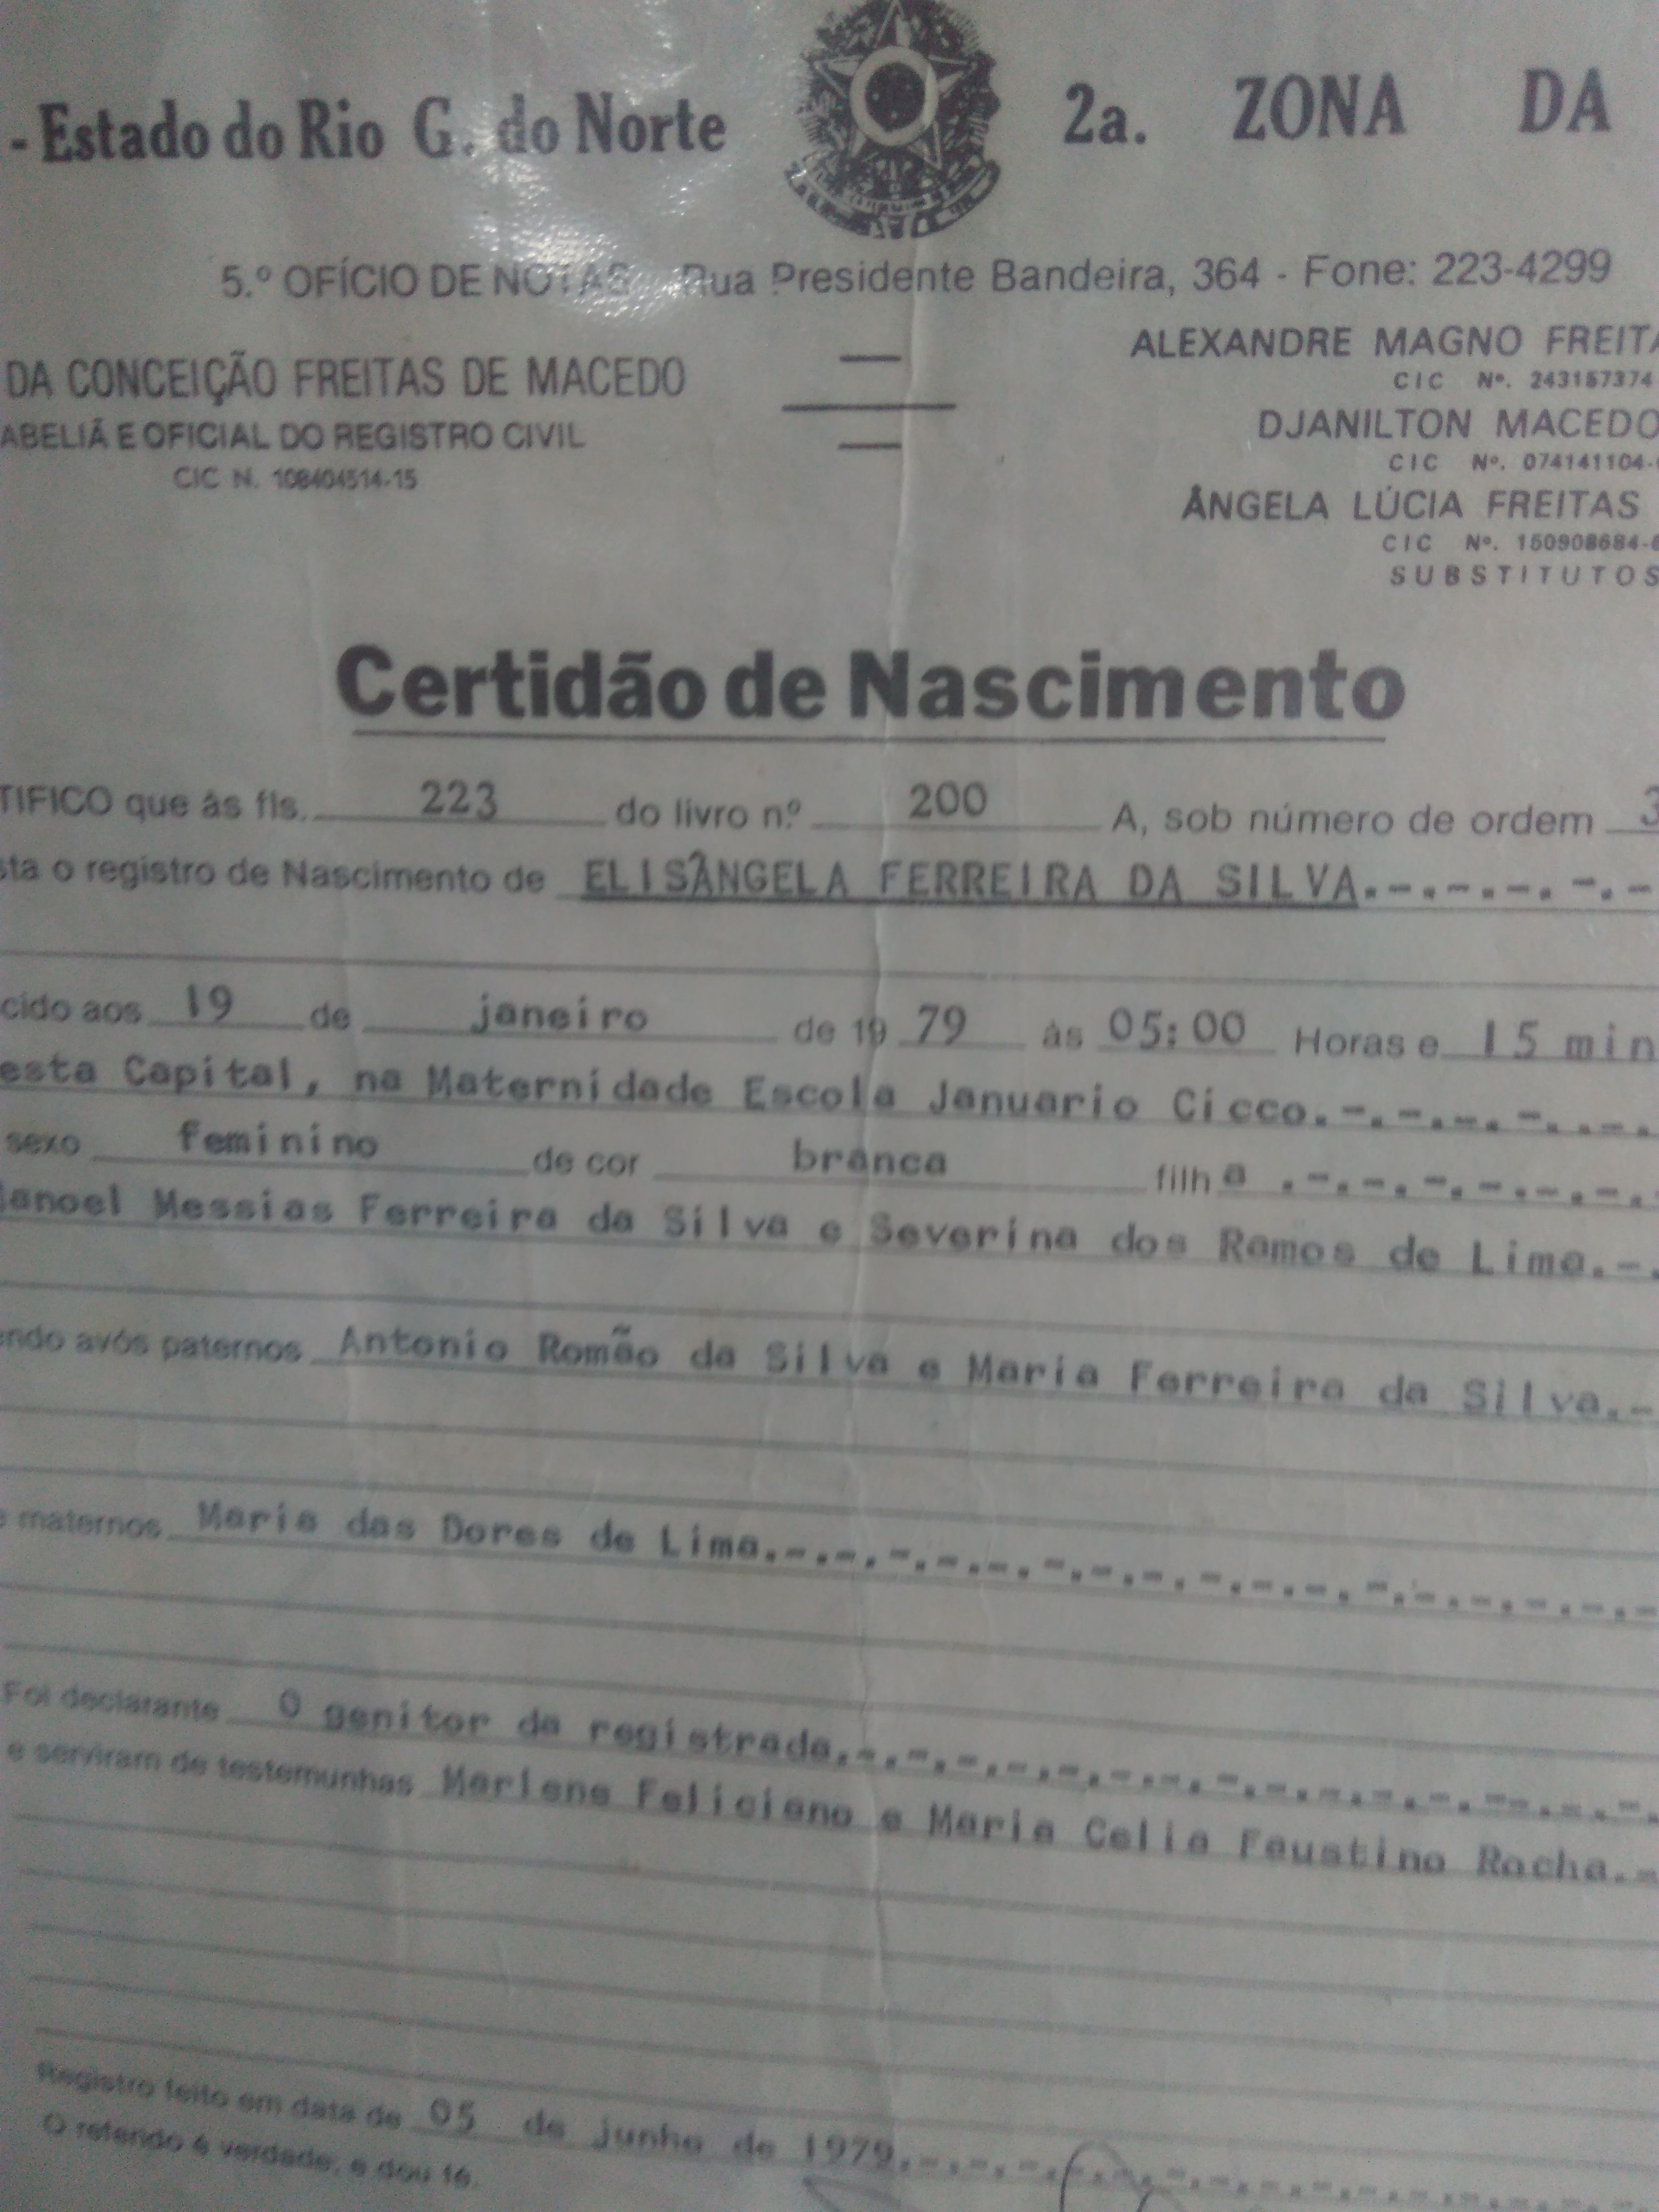 - Estado do Rio G. do Norte 2a. ZONA DA
5.º OFÍCIO DE NOTAS Rua Presidente Bandeira, 364 - Fone: 223-4299
DA CONCEIÇÃO FREITAS DE MACEDO
ABELIÃ E OFICIAL DO REGISTRO CIVIL
CIC N. 108404514-15
ALEXANDRE MAGNO FREITA
CIC Nº. 243157374
DJANILTON MACEDO
CIC Nº. 074141104-
ÂNGELA LÚCIA FREITAS
CIC Nº. 150908684-
SUBSTITUTOS
Certidão de Nascimento
TIFICO que às fls. 223 do livro nº 200 A, sob número de ordem 3
sta o registro de Nascimento de ELISÂNGELA FERREIRA DA SILVA.-.-.-.-.-
cido aos 19 de janeiro de 19 79 às 05:00 Horas e 15 min
esta Capital, na Maternidade Escola Januario Cicco.-.-.-.-..-.
sexo feminino de cor branca filh a .-.-.-.-.-.-.-.
anoel Messias Ferreira da Silva e Severina dos Ramos de Lima.-.
endo avós paternos Antonio Romão da Silva e Maria Ferreira da Silva.-
e maternos Maria das Dores de Lima.-.-.-.-.-.-.-.-.-.-.-.-.-.-.-.-.-
Foi declarante O genitor da registrada.-.-.-.-.-.-.-.-.-.-.-.-.-.-.-.
e serviram de testemunhas Marlene Feliciano e Maria Celia Faustino Rocha.-
Registro feito em data de 05 de junho de 1979.-.-.-.-.-.-.-.-.-.-.-.-
O referido é verdade, e dou fé.